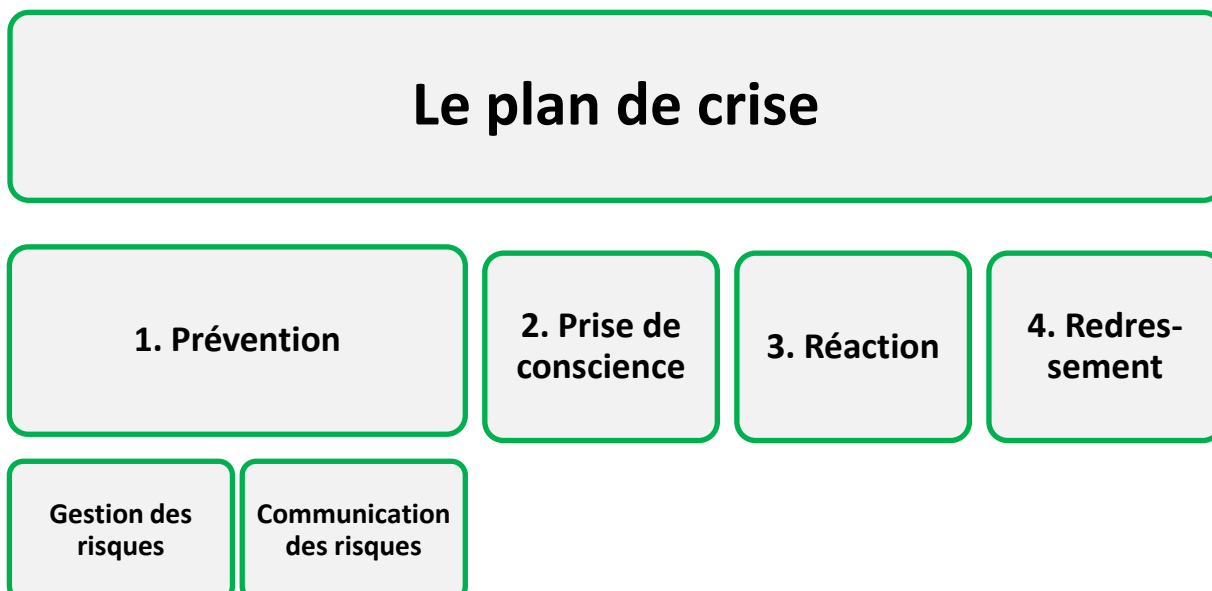 Le plan de crise
1. Prévention
2. Prise de
conscience
3. Réaction
4. Redres-
sement
Gestion des
risques
Communication
des risques